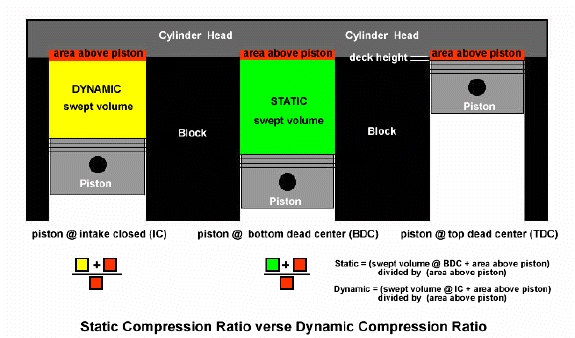 Cylinder Head
Cylinder Head
area above piston
area above piston
deck height
area above piston
DYNAMIC
swept volume
STATIC
swept volume
Piston
Block
Block
Piston
Piston
piston @ intake closed (IC)
piston @ bottom dead center (BDC)
piston @ top dead center (TDC)
+
+
Static = (swept volume @ BDC + area above piston)
divided by (area above piston)
Dynamic = (swept volume @ IC + area above piston)
divided by (area above piston)
Static Compression Ratio verse Dynamic Compression Ratio